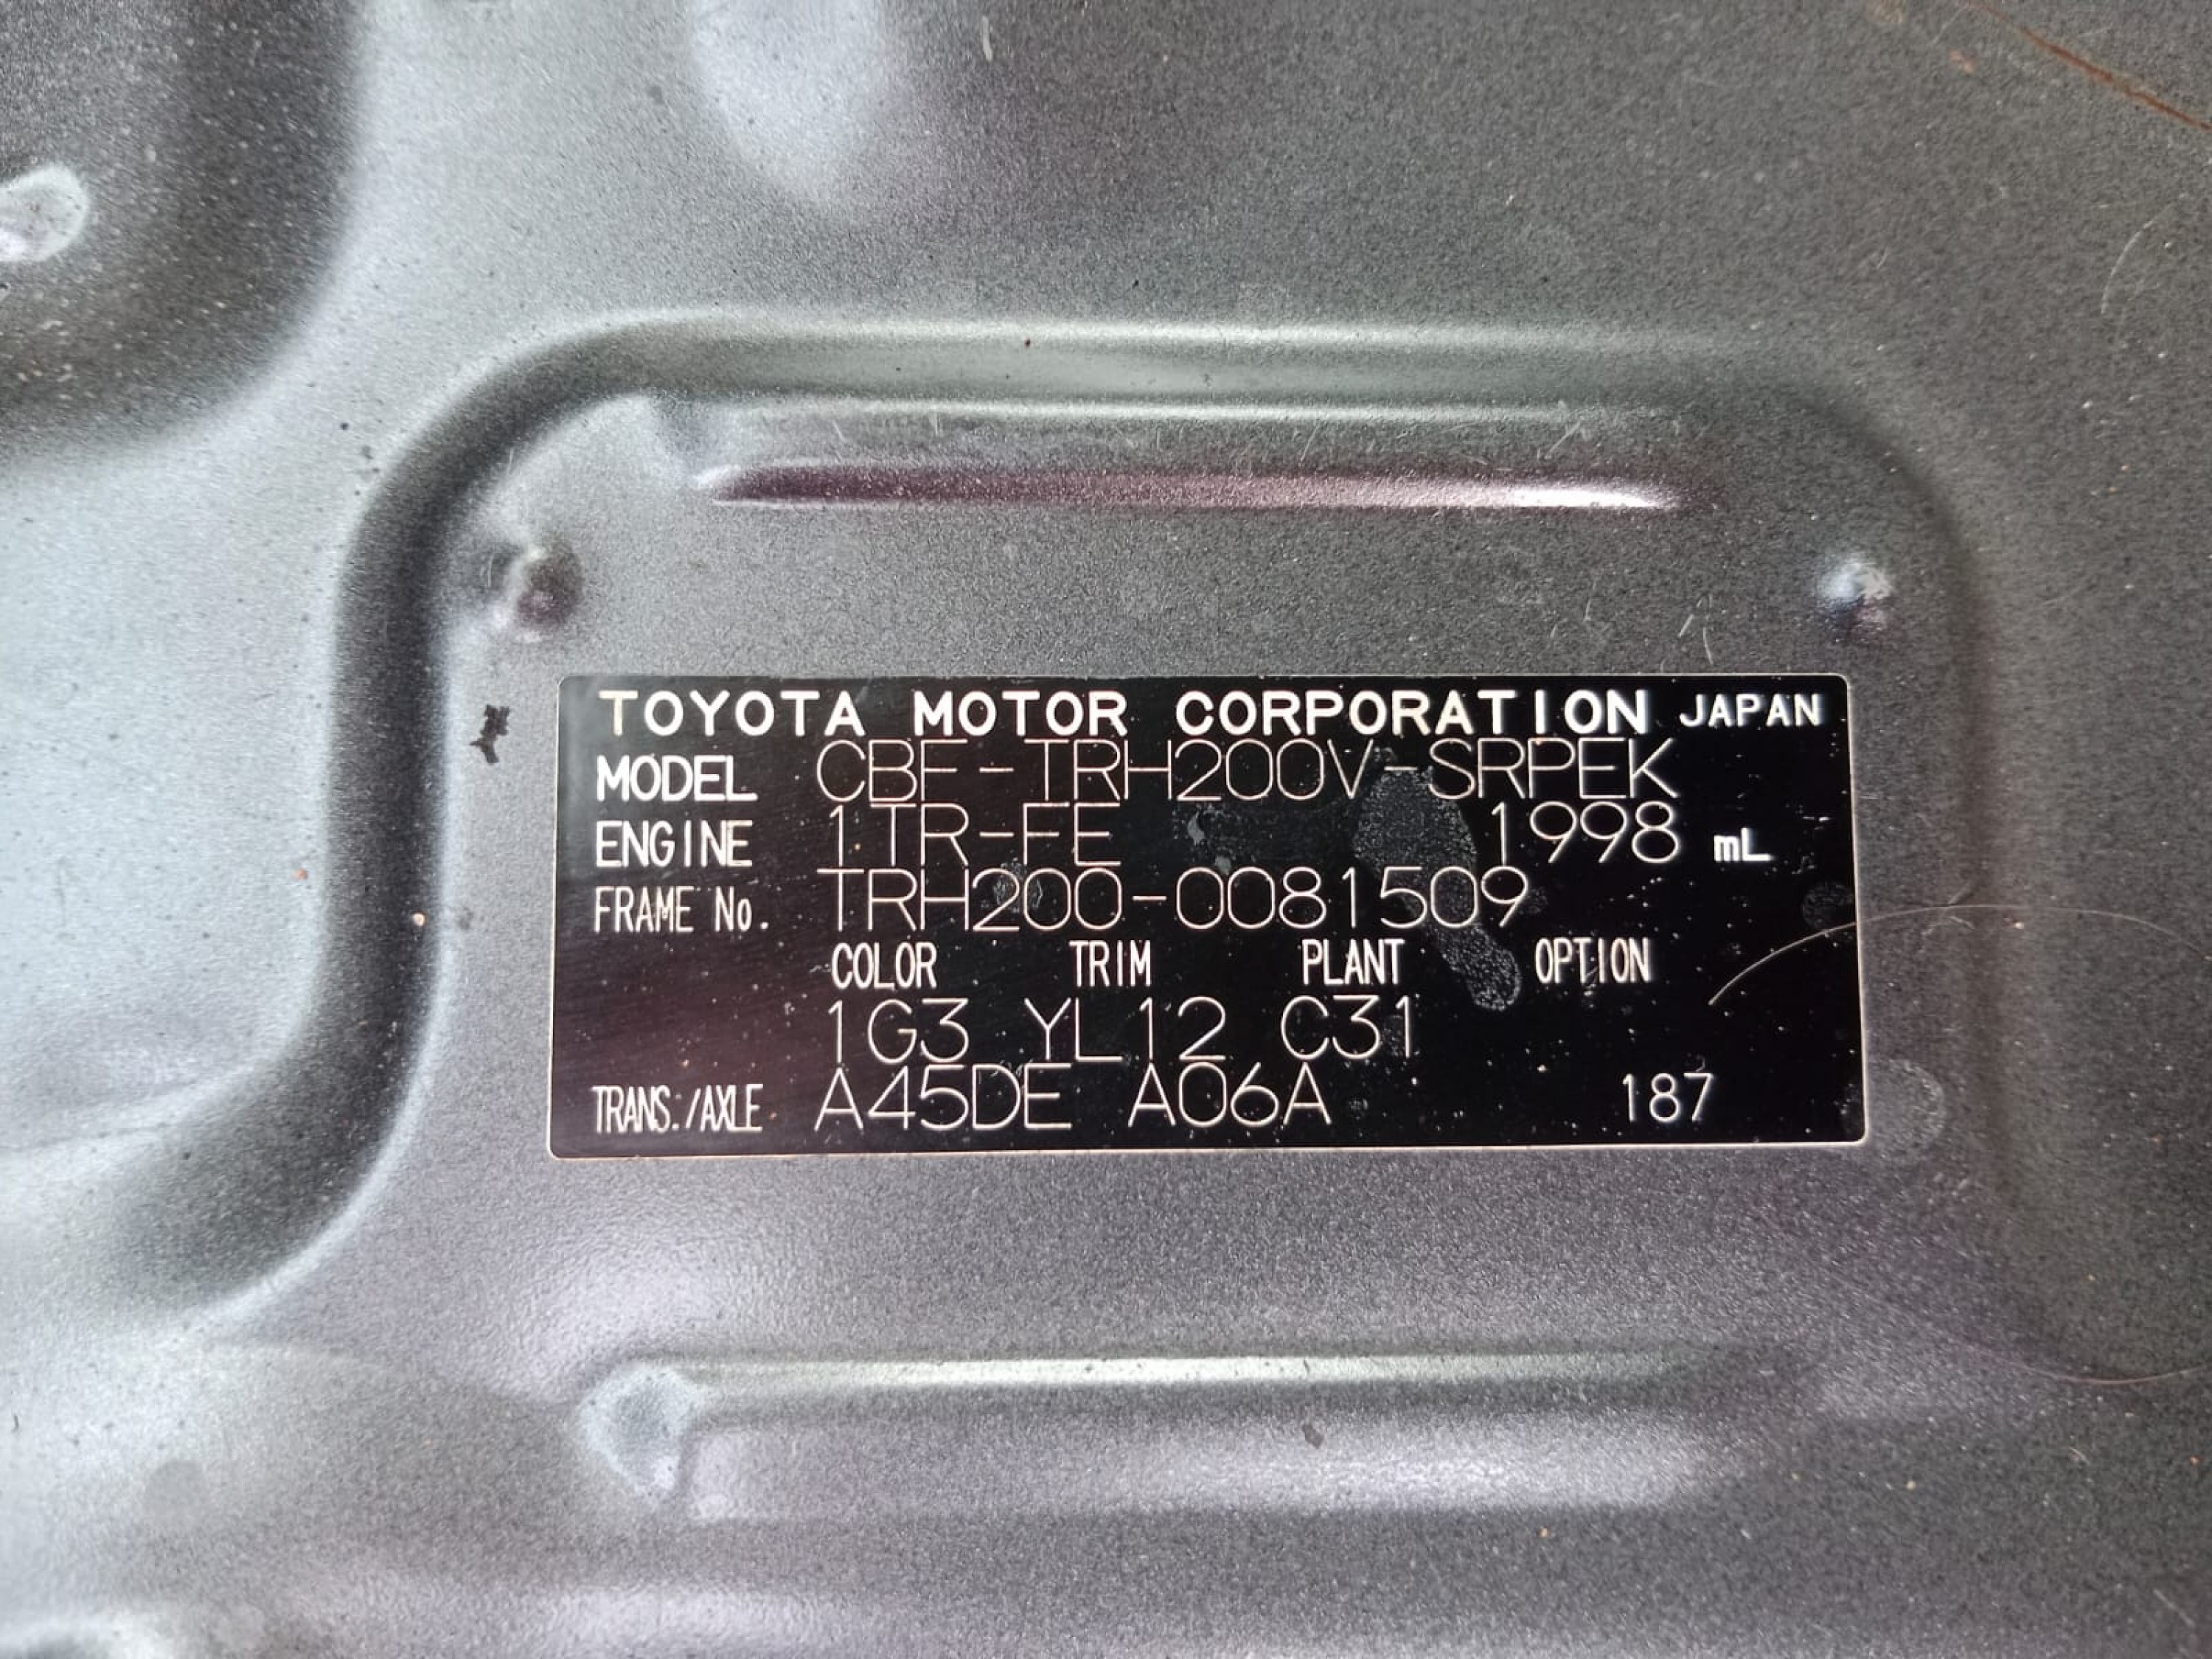 TOYOTA MOTOR CORPORATION JAPAN
MODEL CBF-TRH200V-SRPEK
ENGINE 1TR-FE 1998 mL
FRAME No. TRH200-0081509
COLOR TRIM PLANT OPTION
1G3 YL12 C31
TRANS./AXLE A45DE A06A 187